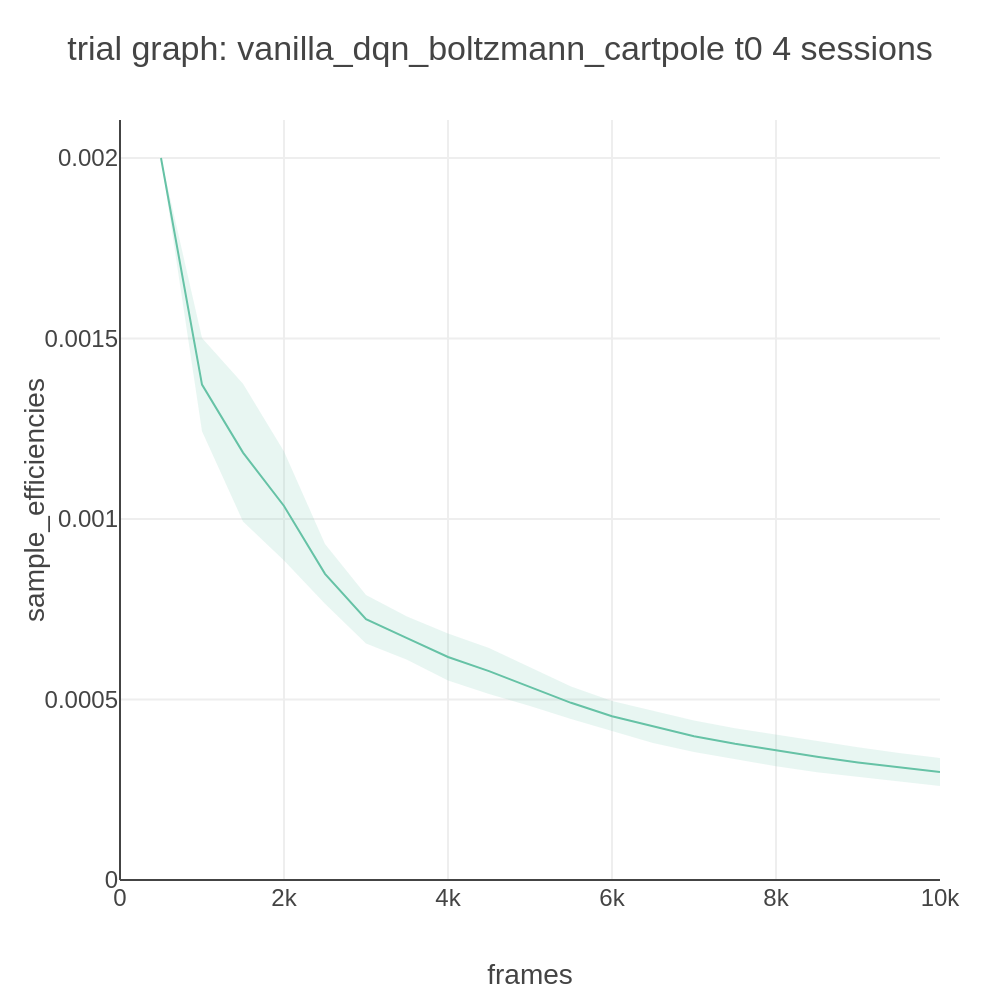 trial graph: vanilla_dqn_boltzmann_cartpole t0 4 sessions
0.002
0.0015
0.001
0.0005
0
sample_efficiencies
0
2k
4k
6k
8k
10k
frames